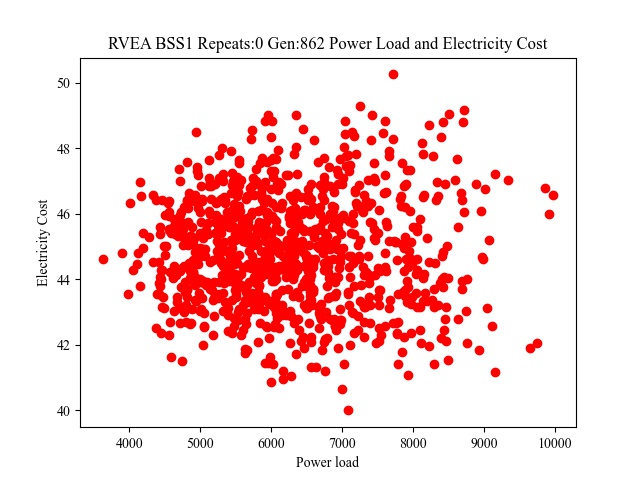 RVEA BSS1 Repeats:0 Gen:862 Power Load and Electricity Cost
50
48
46
44
42
40
Electricity Cost
4000 5000 6000 7000 8000 9000 10000
Power load